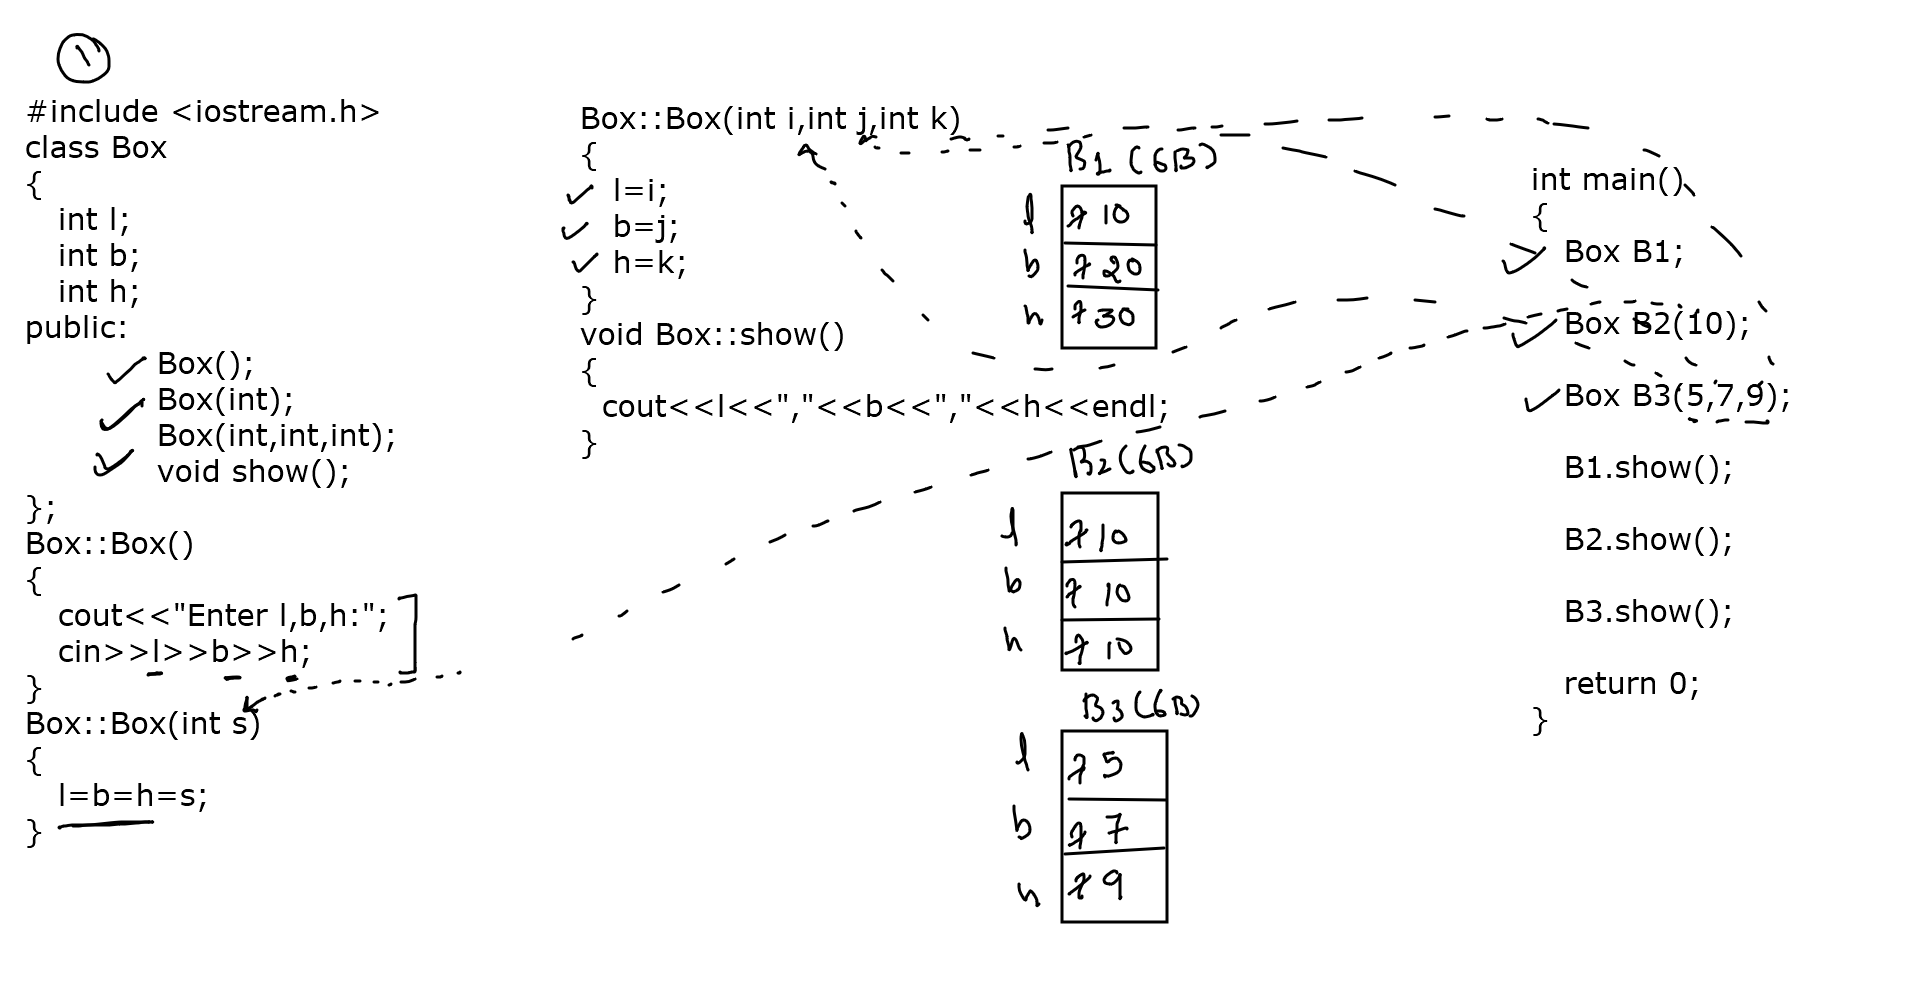 1
#include <iostream.h>
class Box
{
int l;
int b;
int h;
public:
Box();
Box(int);
Box(int,int,int);
void show();
};
Box::Box()
{
cout<<"Enter l,b,h:";
cin>>l>>b>>h;
}
Box::Box(int s)
{
l=b=h=s;
}
Box::Box(int i,int j,int k)
{
l=i;
b=j;
h=k;
}
void Box::show()
{
cout<<l<<","<<b<<","<<h<<endl;
}
B1 (6B)
l 10
b 20
h 30
B2 (6B)
l 10
b 10
h 10
B3 (6B)
l 5
b 7
h 9
int main()
{
Box B1;
Box B2(10);
Box B3(5,7,9);
B1.show();
B2.show();
B3.show();
return 0;
}